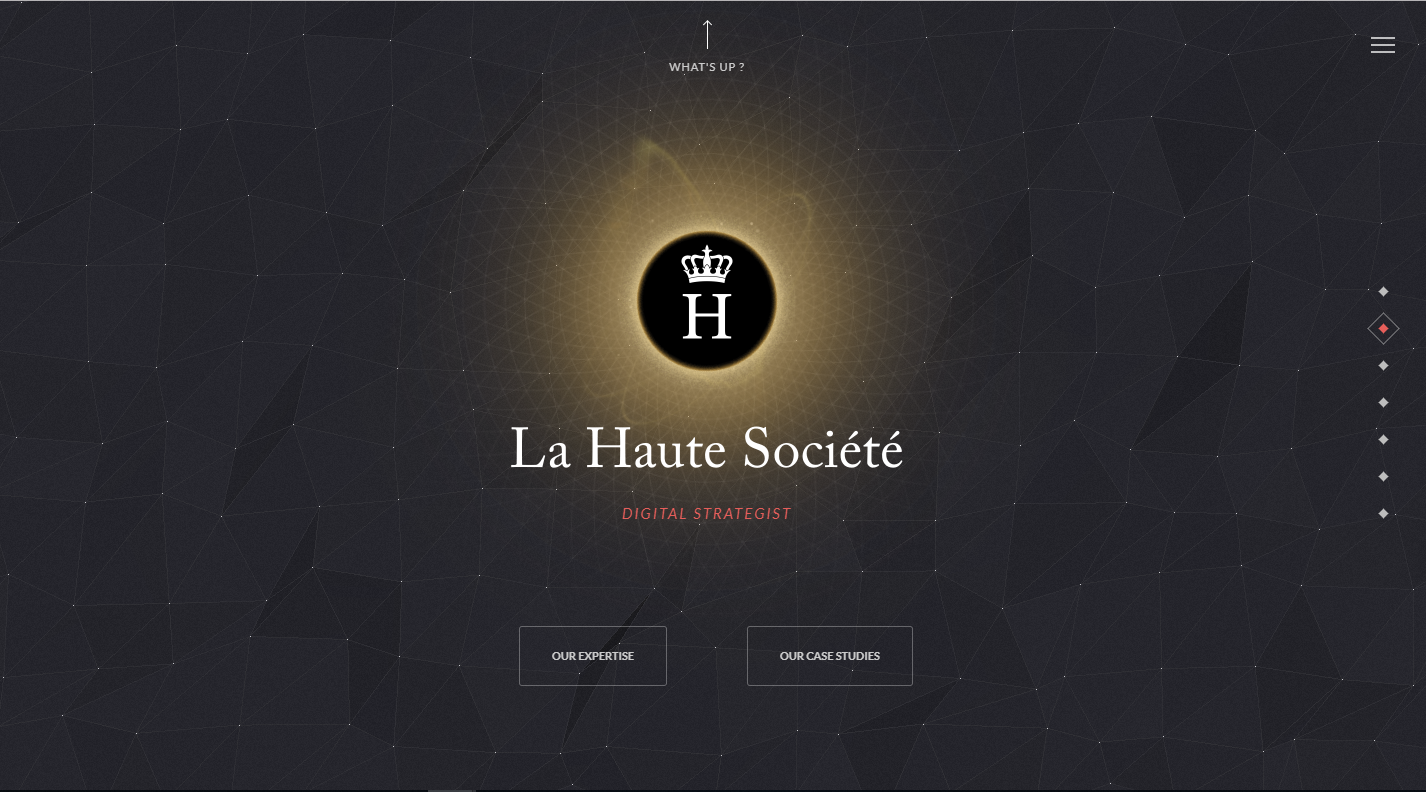 WHAT'S UP ?
H
La Haute Société
DIGITAL STRATEGIST
OUR EXPERTISE
OUR CASE STUDIES